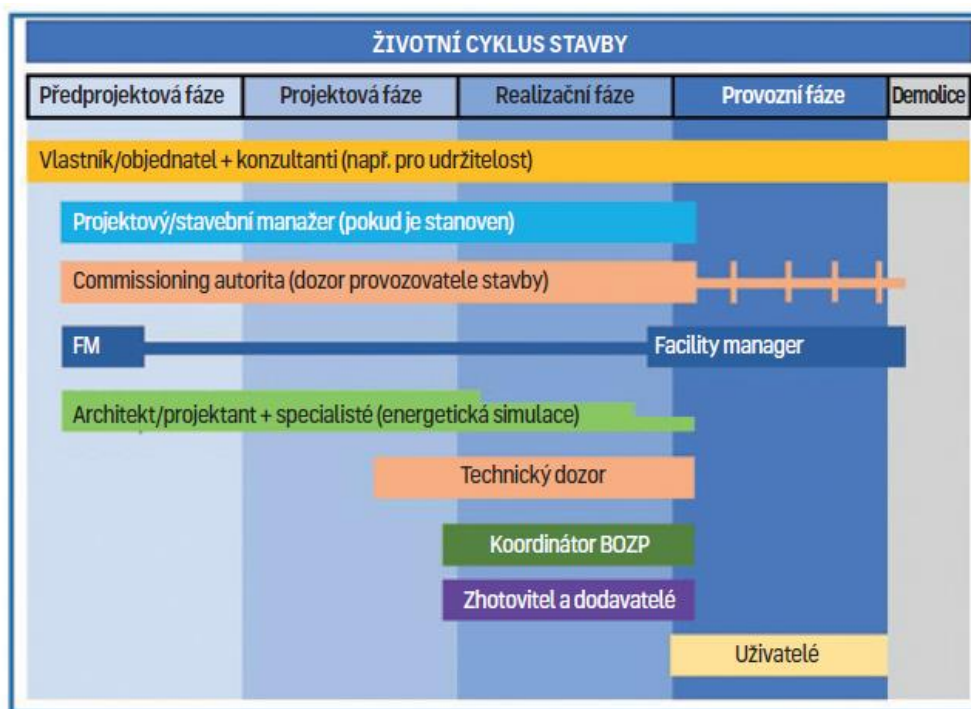 ŽIVOTNÍ CYKLUS STAVBY
Předprojektová fáze
Projektová fáze
Realizační fáze
Provozní fáze
Demolice
Vlastník/objednatel + konzultanti (např. pro udržitelost)
Projektový/stavební manažer (pokud je stanoven)
Commissioning autorita (dozor provozovatele stavby)
FM
Facility manager
Architekt/projektant + specialisté (energetická simulace)
Technický dozor
Koordinátor BOZP
Zhotovitel a dodavatelé
Uživatelé